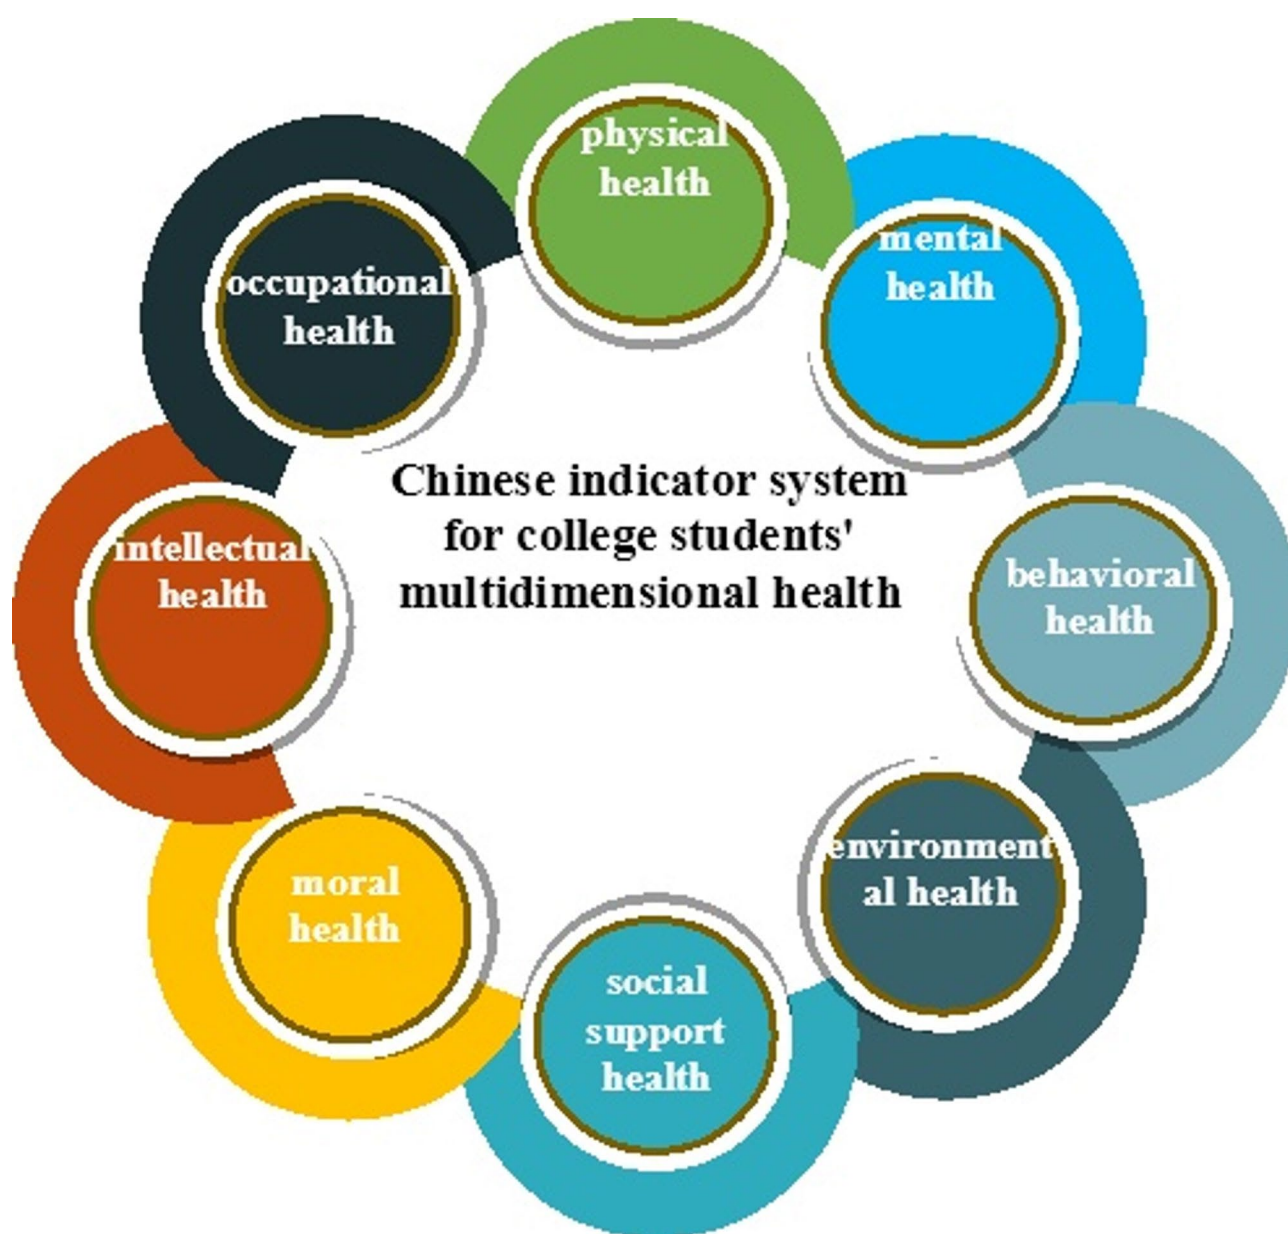 physical
health
mental
health
behavioral
health
environment
al health
social
support
health
moral
health
intellectual
health
occupational
health
Chinese indicator system
for college students'
multidimensional health